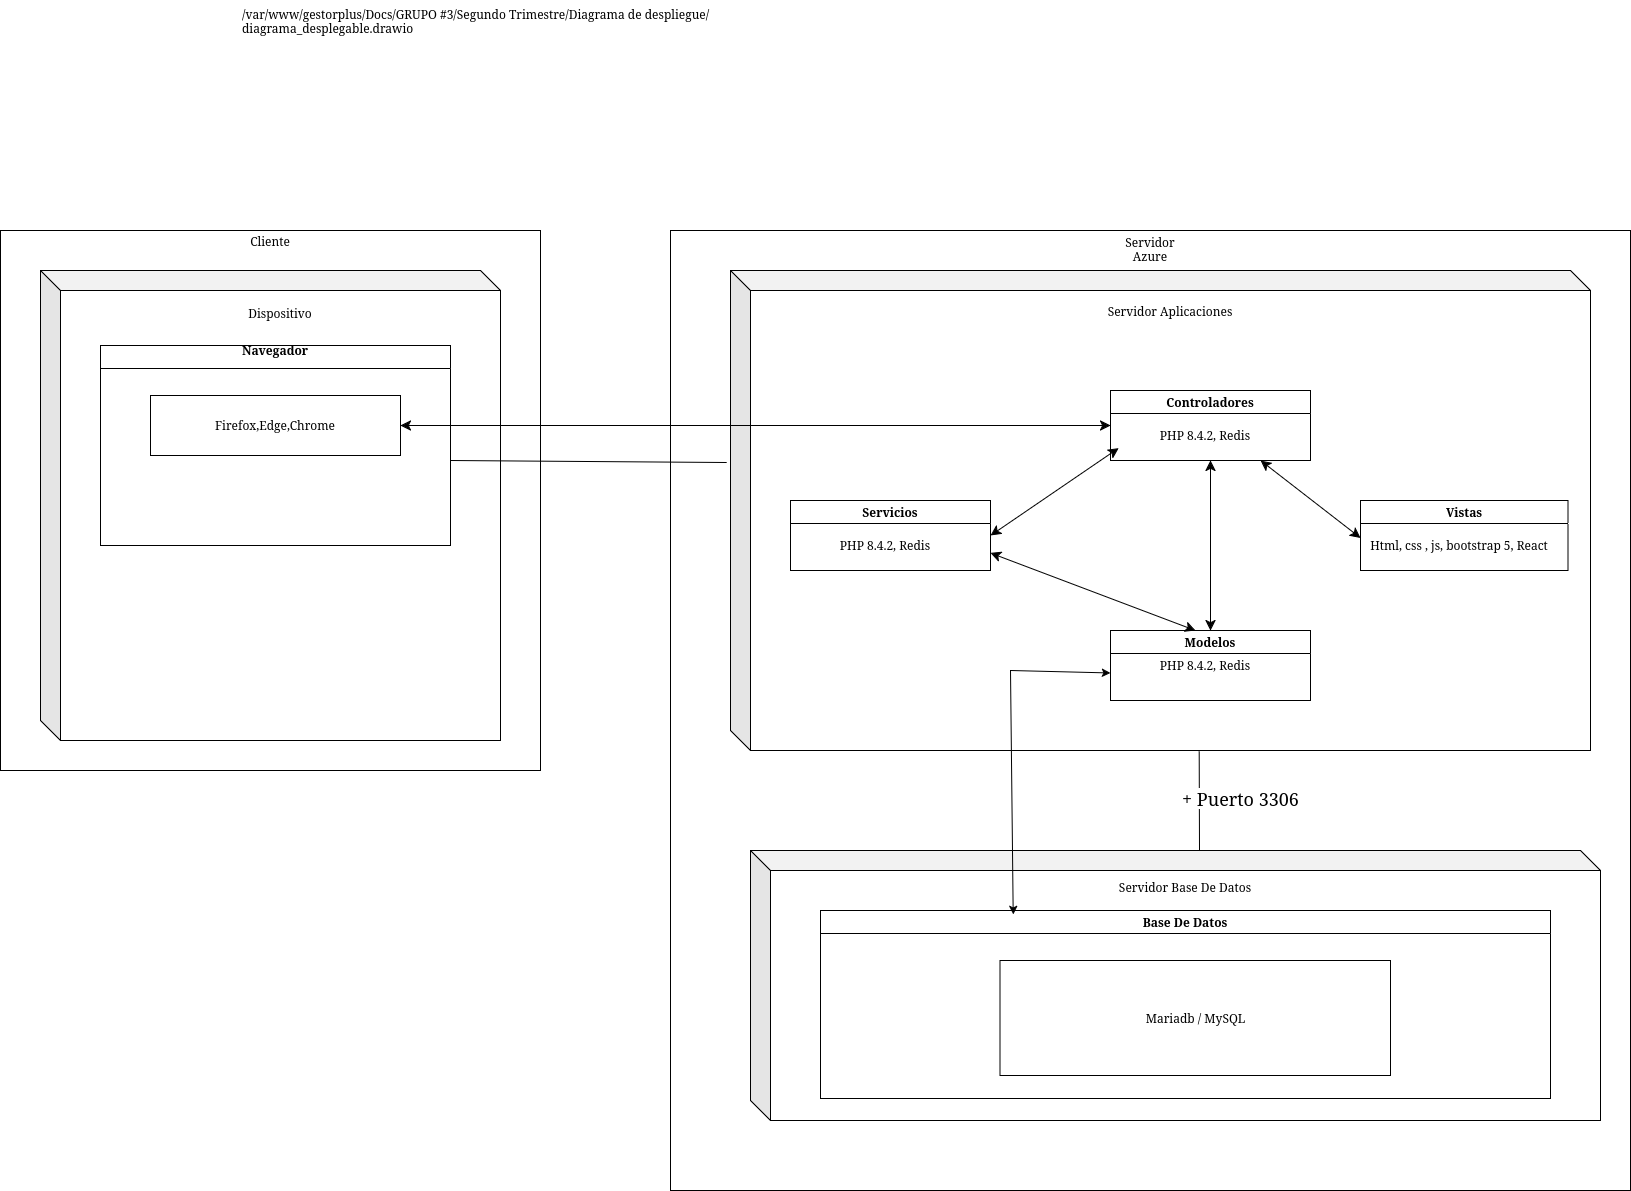 /var/www/gestorplus/Docs/GRUPO #3/Segundo Trimestre/Diagrama de despliegue/
diagrama_desplegable.drawio
Cliente
Dispositivo
Navegador
Firefox,Edge,Chrome
Servidor
Azure
Servidor Aplicaciones
Controladores
PHP 8.4.2, Redis
Servicios
PHP 8.4.2, Redis
Vistas
Html, css , js, bootstrap 5, React
Modelos
PHP 8.4.2, Redis
+ Puerto 3306
Servidor Base De Datos
Base De Datos
Mariadb / MySQL